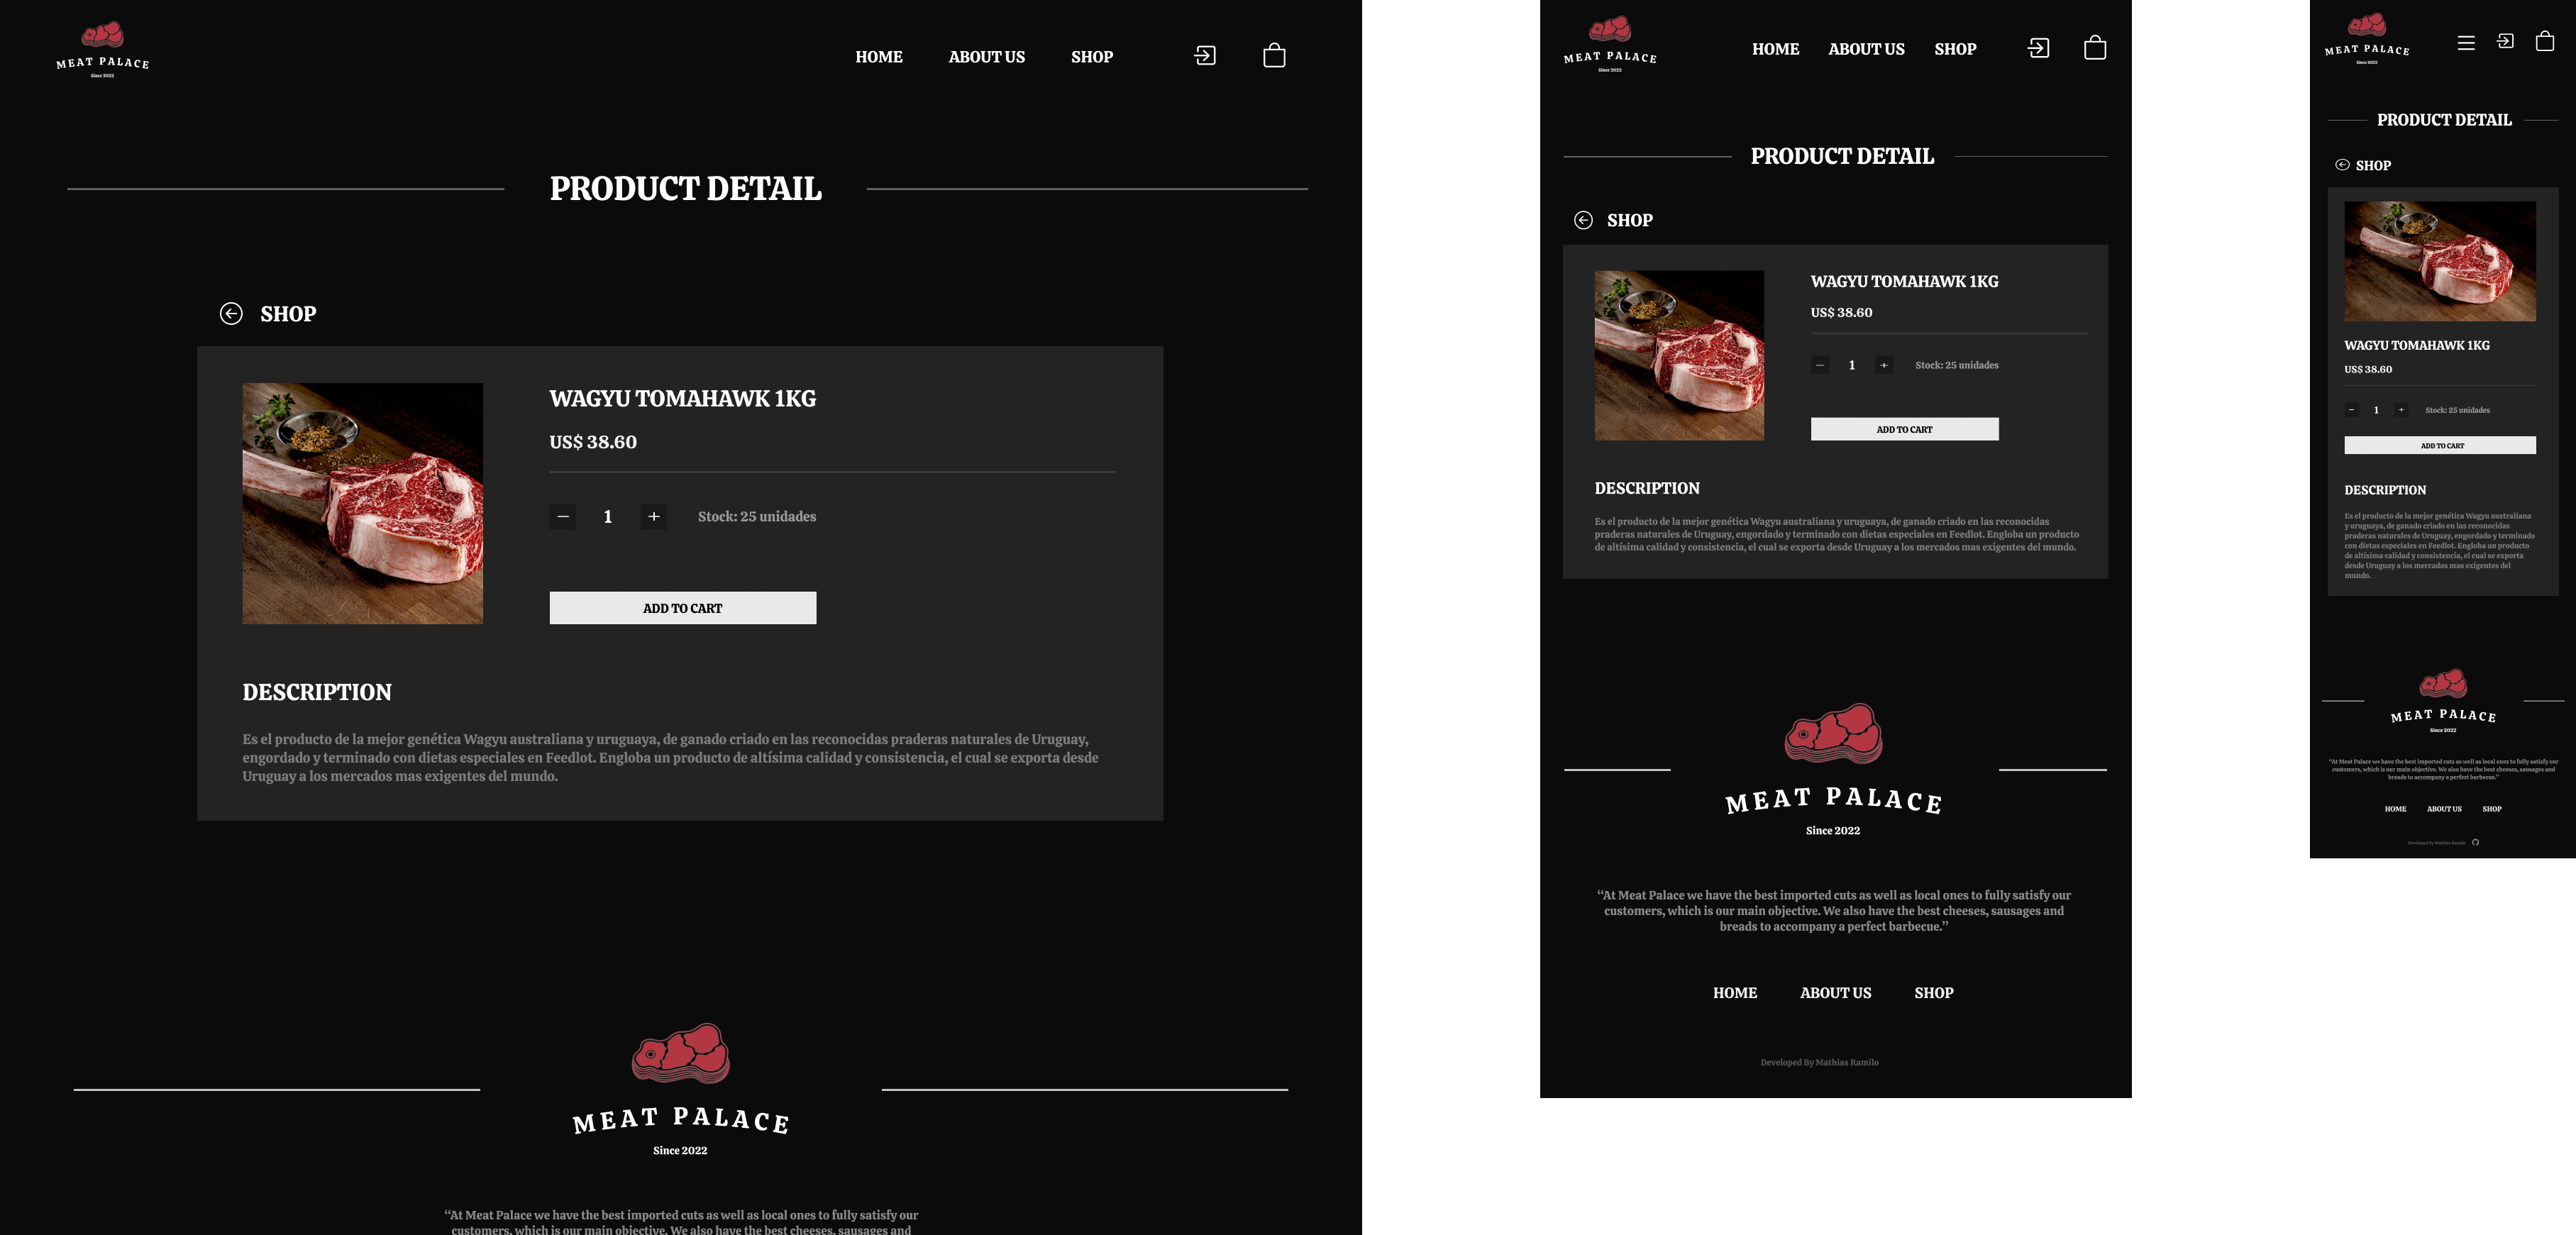 MEAT PALACE
Since 2022
HOME ABOUT US SHOP
PRODUCT DETAIL
SHOP
WAGYU TOMAHAWK 1KG
US$ 38.60
1 Stock: 25 unidades
ADD TO CART
DESCRIPTION
Es el producto de la mejor genética Wagyu australiana y uruguaya, de ganado criado en las reconocidas praderas naturales de Uruguay,
engordado y terminado con dietas especiales en Feedlot. Engloba un producto de altísima calidad y consistencia, el cual se exporta desde
Uruguay a los mercados mas exigentes del mundo.
MEAT PALACE
Since 2022
“At Meat Palace we have the best imported cuts as well as local ones to fully satisfy our
customers, which is our main objective. We also have the best cheeses, sausages and
MEAT PALACE
Since 2022
HOME ABOUT US SHOP
PRODUCT DETAIL
SHOP
WAGYU TOMAHAWK 1KG
US$ 38.60
1 Stock: 25 unidades
ADD TO CART
DESCRIPTION
Es el producto de la mejor genética Wagyu australiana y uruguaya, de ganado criado en las reconocidas
praderas naturales de Uruguay, engordado y terminado con dietas especiales en Feedlot. Engloba un producto
de altísima calidad y consistencia, el cual se exporta desde Uruguay a los mercados mas exigentes del mundo.
MEAT PALACE
Since 2022
“At Meat Palace we have the best imported cuts as well as local ones to fully satisfy our
customers, which is our main objective. We also have the best cheeses, sausages and
breads to accompany a perfect barbecue.”
HOME ABOUT US SHOP
Developed By Mathias Ramilo
MEAT PALACE
Since 2022
PRODUCT DETAIL
SHOP
WAGYU TOMAHAWK 1KG
US$ 38.60
1 Stock: 25 unidades
ADD TO CART
DESCRIPTION
Es el producto de la mejor genética Wagyu australiana
y uruguaya, de ganado criado en las reconocidas
praderas naturales de Uruguay, engordado y terminado
con dietas especiales en Feedlot. Engloba un producto
de altísima calidad y consistencia, el cual se exporta
desde Uruguay a los mercados mas exigentes del
mundo.
MEAT PALACE
Since 2022
“At Meat Palace we have the best imported cuts as well as local ones to fully satisfy our
customers, which is our main objective. We also have the best cheeses, sausages and
breads to accompany a perfect barbecue.”
HOME ABOUT US SHOP
Developed By Mathias Ramilo